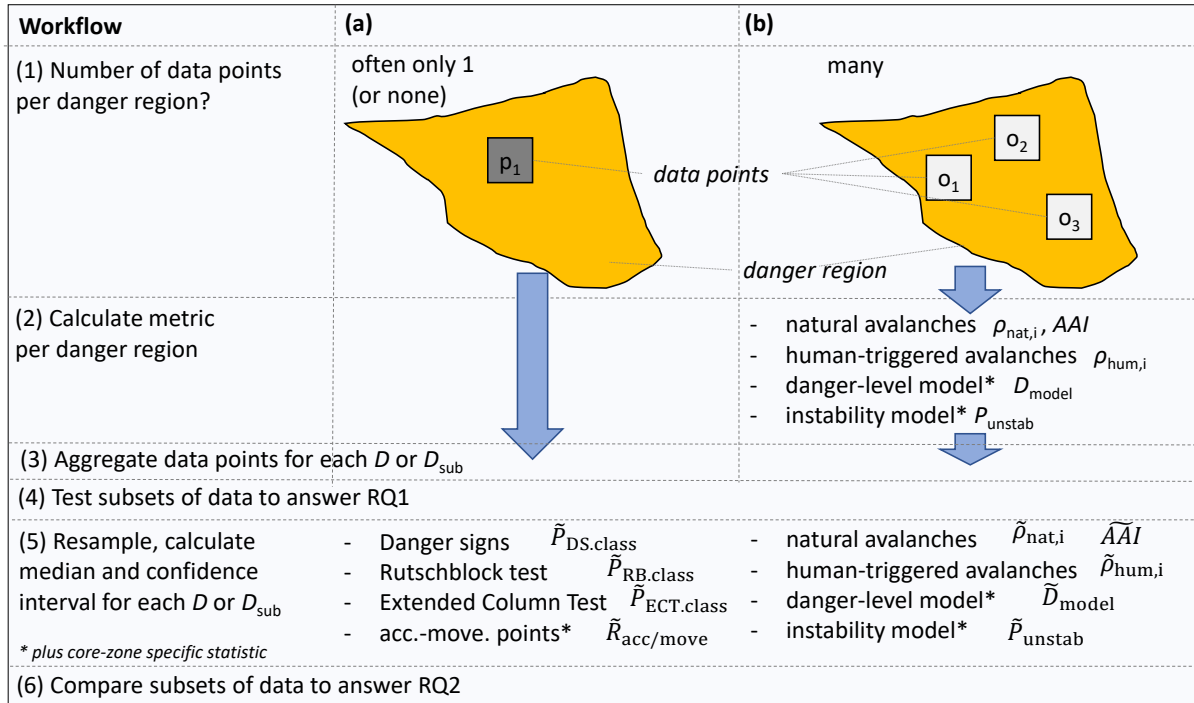 Workflow
(a)
(b)
(1) Number of data points
per danger region?
often only 1
(or none)
many
p₁
o₁
o₂
o₃
data points
danger region
(2) Calculate metric
per danger region
- natural avalanches ρnat,i , AAI
- human-triggered avalanches ρhum,i
- danger-level model* Dmodel
- instability model* Punstab
(3) Aggregate data points for each D or Dsub
(4) Test subsets of data to answer RQ1
(5) Resample, calculate
median and confidence
interval for each D or Dsub
* plus core-zone specific statistic
- Danger signs P̃DS.class
- Rutschblock test P̃RB.class
- Extended Column Test P̃ECT.class
- acc.-move. points* R̃acc/move
- natural avalanches ρ̃nat,i ÃAI
- human-triggered avalanches ρ̃hum,i
- danger-level model* D̃model
- instability model* P̃unstab
(6) Compare subsets of data to answer RQ2